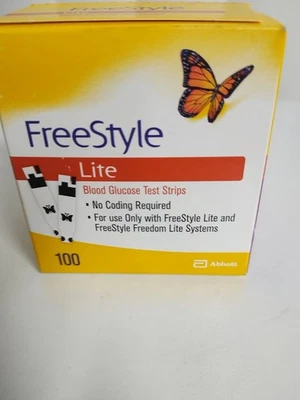 FreeStyle
FreeStyle
Lite
Blood Glucose Test Strips
• No Coding Required
• For use Only with FreeStyle Lite and
FreeStyle Freedom Lite Systems
100
Abbott